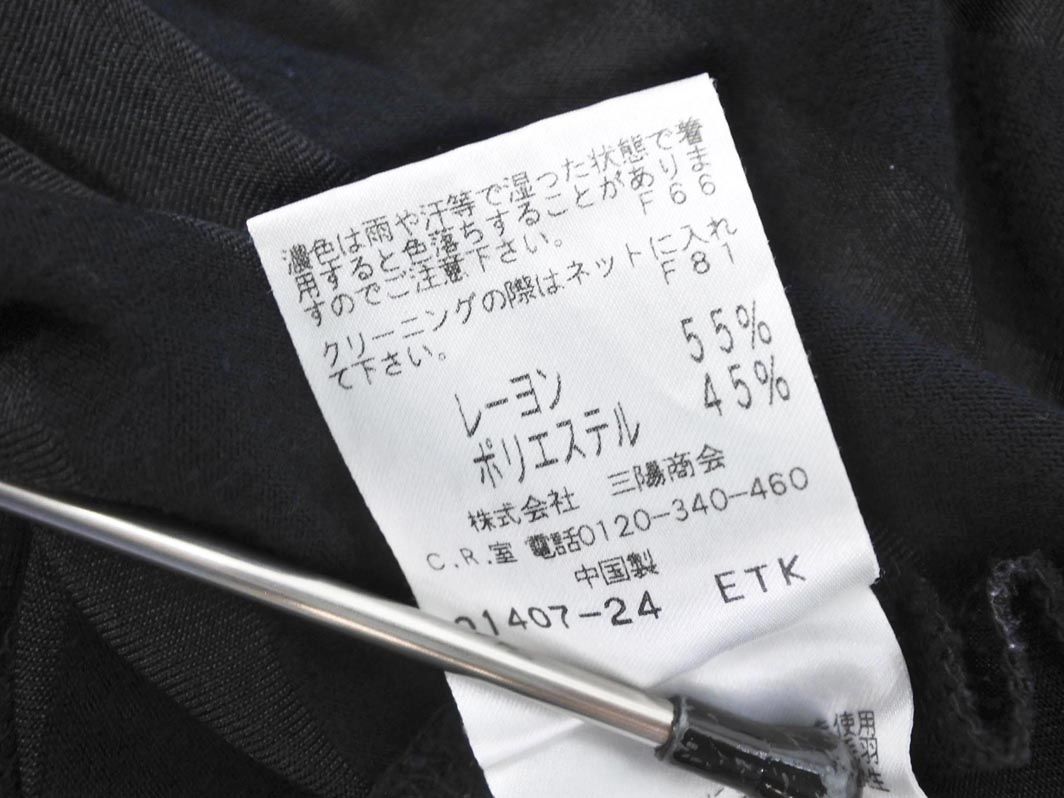 濃色は雨や汗等で湿った状態で着
用すると色落ちすることがありま
すのでご注意下さい。 F66
クリーニングの際はネットに入れ
て下さい。 F81
レーヨン 55%
ポリエステル 45%
株式会社 三陽商会
C.R.室 電話0120-340-460
中国製
1407-24 ETK
使用